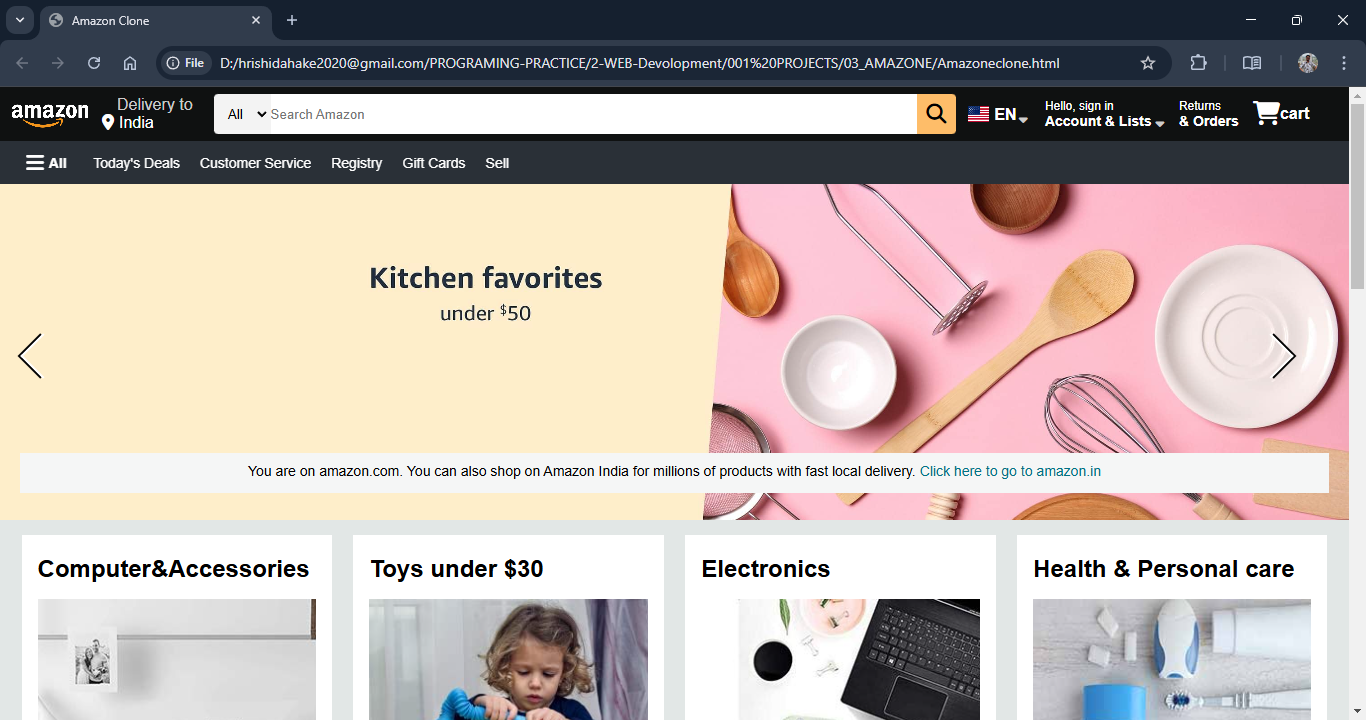 Amazon Clone
File
D:/hrishidahake2020@gmail.com/PROGRAMING-PRACTICE/2-WEB-Devolopment/001%20PROJECTS/03_AMAZONE/Amazoneclone.html
amazon
Delivery to
India
All
Search Amazon
EN
Hello, sign in
Account & Lists
Returns
& Orders
cart
All Today's Deals Customer Service Registry Gift Cards Sell
Kitchen favorites
under $50
You are on amazon.com. You can also shop on Amazon India for millions of products with fast local delivery. Click here to go to amazon.in
Computer&Accessories
Toys under $30
Electronics
Health & Personal care